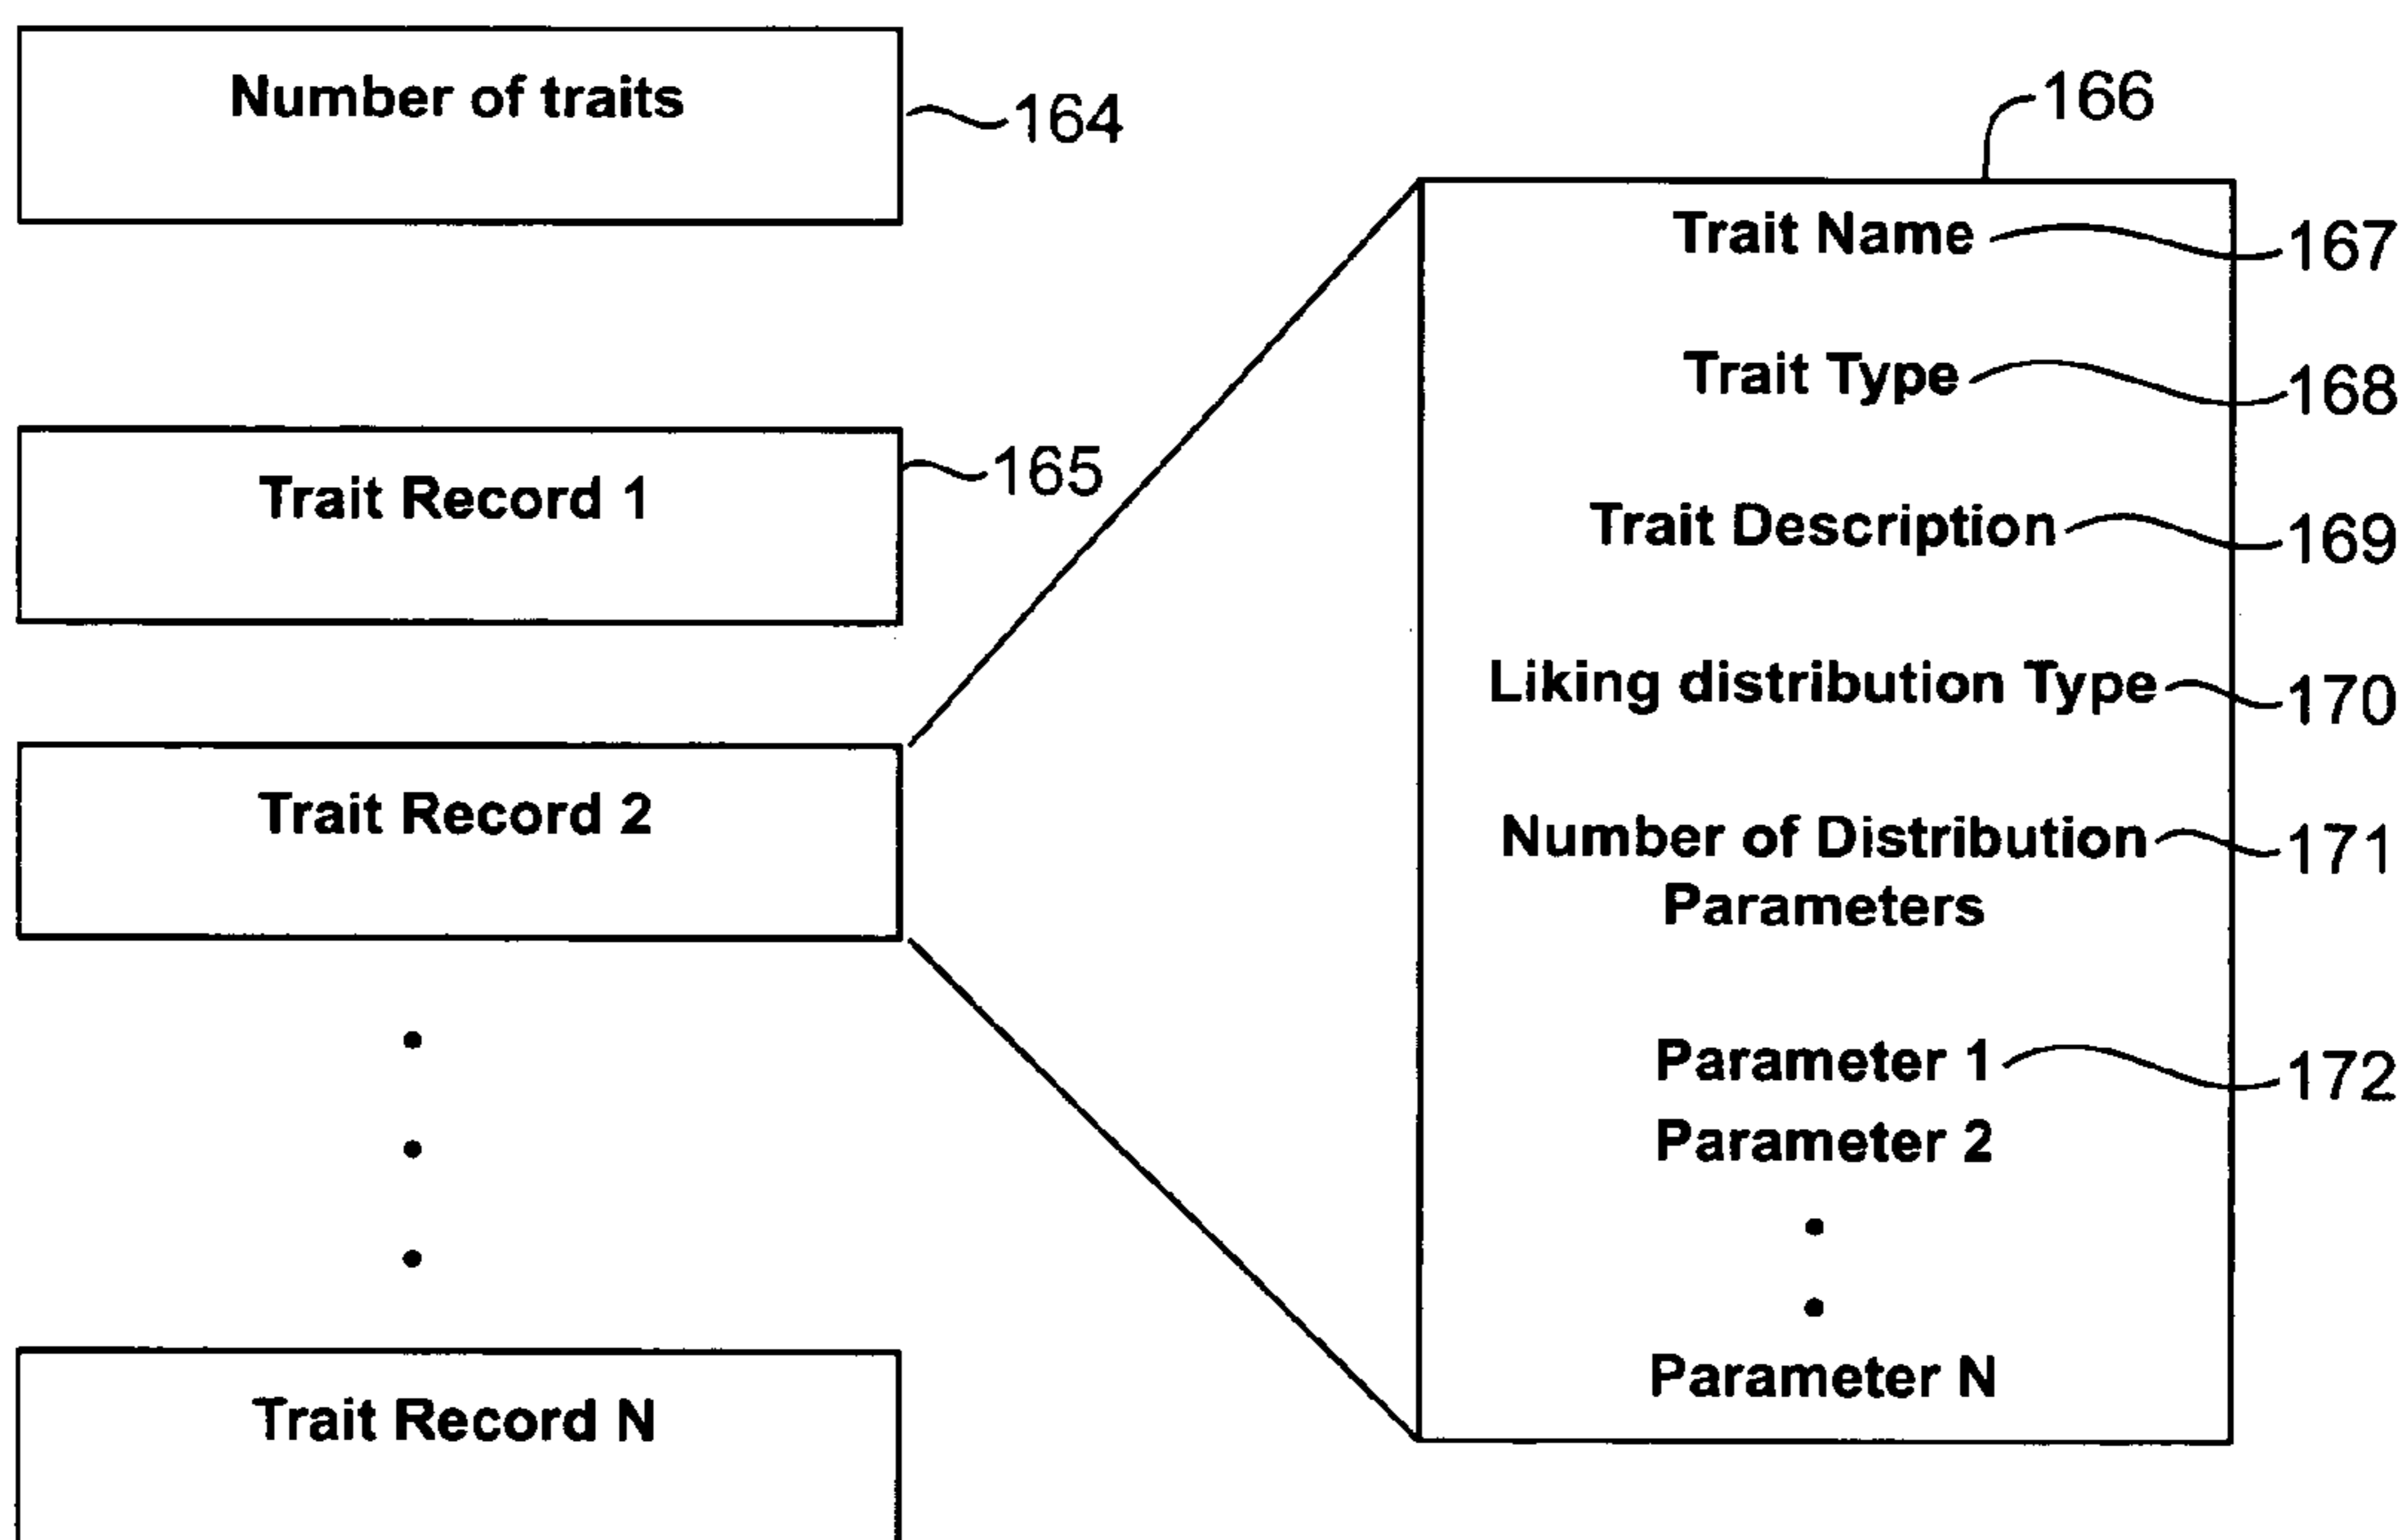 Number of traits
164
Trait Record 1
165
Trait Record 2
Trait Record N
166
Trait Name 167
Trait Type 168
Trait Description 169
Liking distribution Type 170
Number of Distribution 171
Parameters
Parameter 1 172
Parameter 2
Parameter N